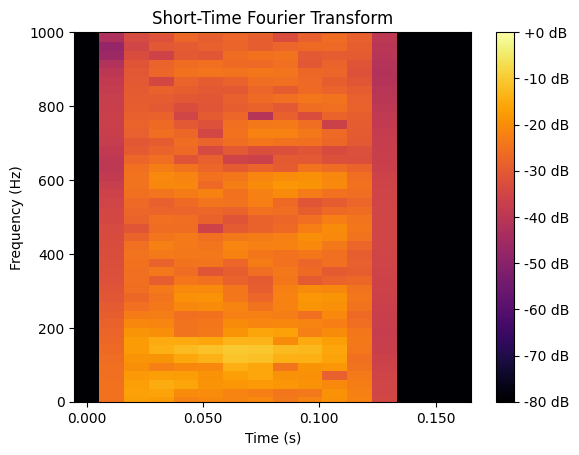 Short-Time Fourier Transform
1000
800
600
400
200
0
Frequency (Hz)
0.000
0.050
0.100
0.150
Time (s)
+0 dB
-10 dB
-20 dB
-30 dB
-40 dB
-50 dB
-60 dB
-70 dB
-80 dB